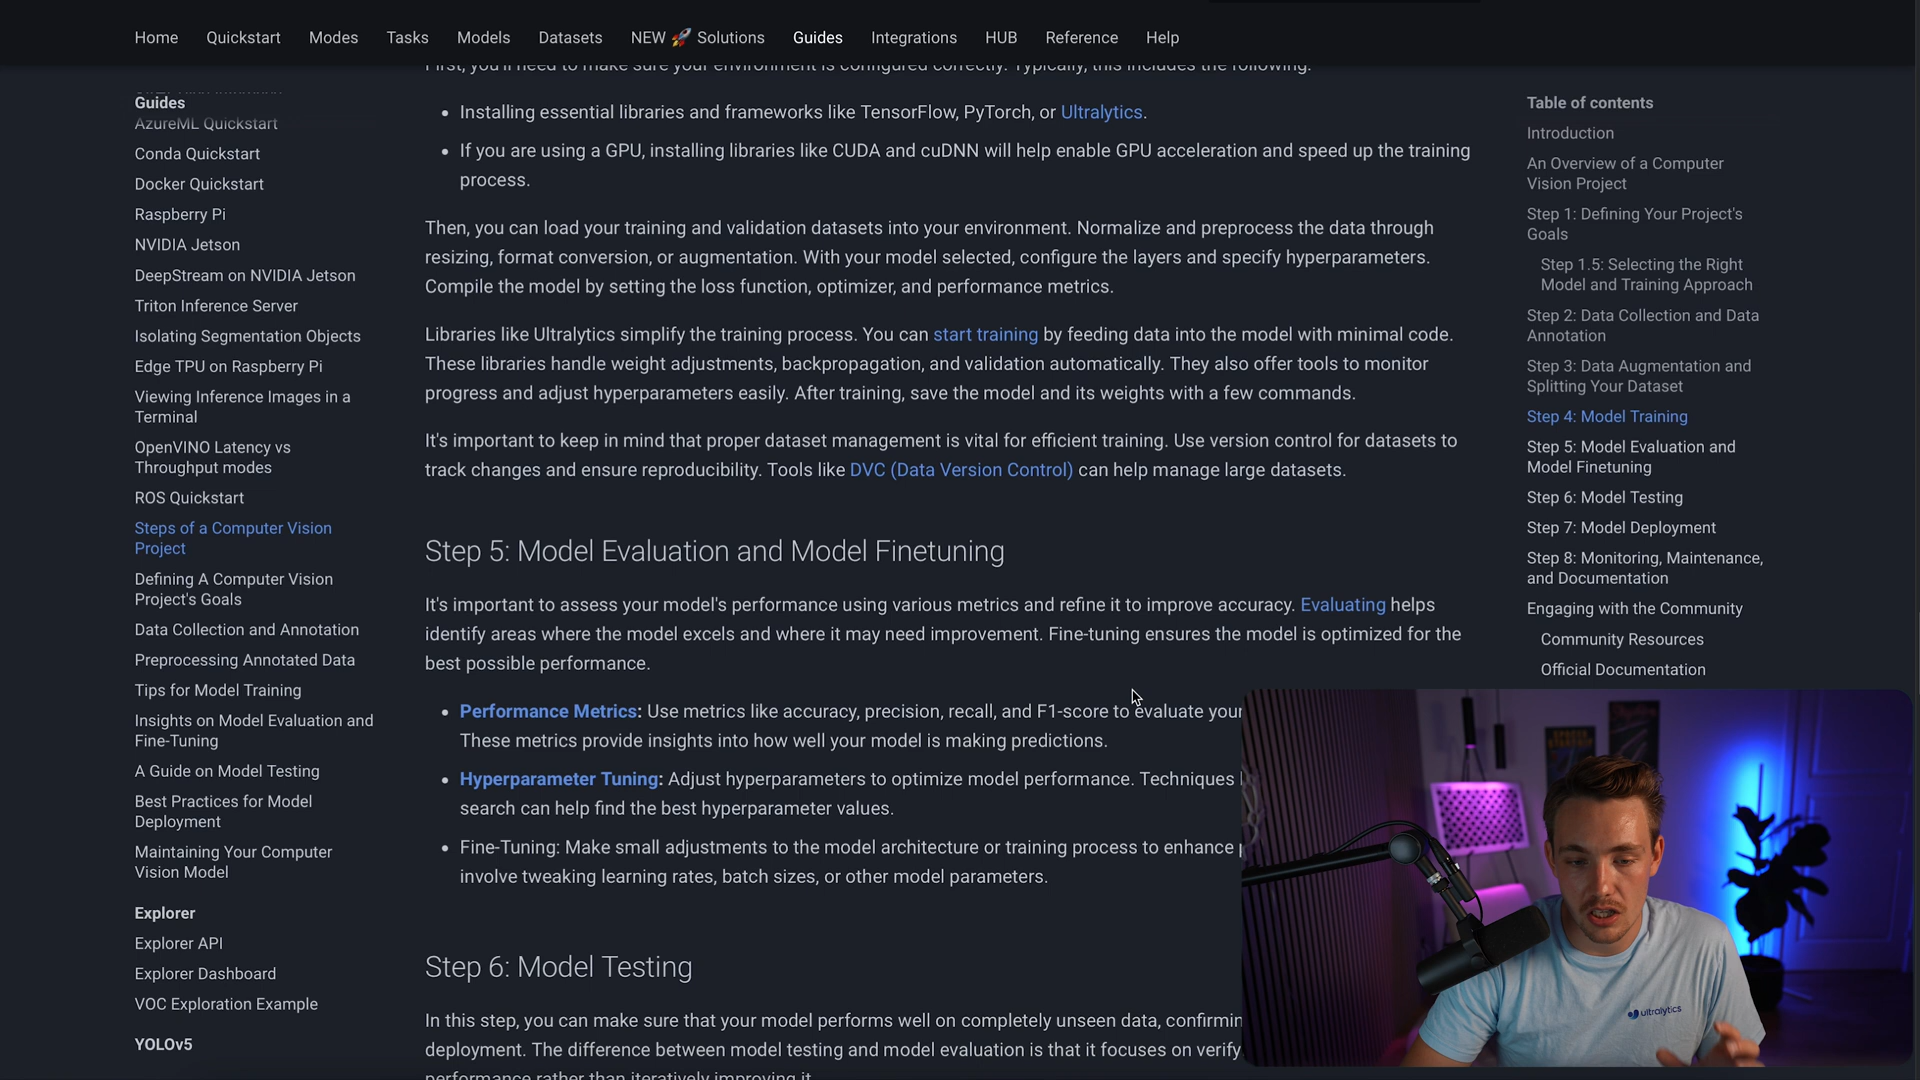 Home Quickstart Modes Tasks Models Datasets NEW 🚀 Solutions Guides Integrations HUB Reference Help
Guides
AzureML Quickstart
Conda Quickstart
Docker Quickstart
Raspberry Pi
NVIDIA Jetson
DeepStream on NVIDIA Jetson
Triton Inference Server
Isolating Segmentation Objects
Edge TPU on Raspberry Pi
Viewing Inference Images in a
Terminal
OpenVINO Latency vs
Throughput modes
ROS Quickstart
Steps of a Computer Vision
Project
Defining A Computer Vision
Project's Goals
Data Collection and Annotation
Preprocessing Annotated Data
Tips for Model Training
Insights on Model Evaluation and
Fine-Tuning
A Guide on Model Testing
Best Practices for Model
Deployment
Maintaining Your Computer
Vision Model
Explorer
Explorer API
Explorer Dashboard
VOC Exploration Example
YOLOv5
First, you'll need to make sure your environment is configured correctly. Typically, this includes the following:
• Installing essential libraries and frameworks like TensorFlow, PyTorch, or Ultralytics.
• If you are using a GPU, installing libraries like CUDA and cuDNN will help enable GPU acceleration and speed up the training
process.
Then, you can load your training and validation datasets into your environment. Normalize and preprocess the data through
resizing, format conversion, or augmentation. With your model selected, configure the layers and specify hyperparameters.
Compile the model by setting the loss function, optimizer, and performance metrics.
Libraries like Ultralytics simplify the training process. You can start training by feeding data into the model with minimal code.
These libraries handle weight adjustments, backpropagation, and validation automatically. They also offer tools to monitor
progress and adjust hyperparameters easily. After training, save the model and its weights with a few commands.
It's important to keep in mind that proper dataset management is vital for efficient training. Use version control for datasets to
track changes and ensure reproducibility. Tools like DVC (Data Version Control) can help manage large datasets.
Step 5: Model Evaluation and Model Finetuning
It's important to assess your model's performance using various metrics and refine it to improve accuracy. Evaluating helps
identify areas where the model excels and where it may need improvement. Fine-tuning ensures the model is optimized for the
best possible performance.
• Performance Metrics: Use metrics like accuracy, precision, recall, and F1-score to evaluate your
These metrics provide insights into how well your model is making predictions.
• Hyperparameter Tuning: Adjust hyperparameters to optimize model performance. Techniques
search can help find the best hyperparameter values.
• Fine-Tuning: Make small adjustments to the model architecture or training process to enhance
involve tweaking learning rates, batch sizes, or other model parameters.
Step 6: Model Testing
In this step, you can make sure that your model performs well on completely unseen data, confirmin
deployment. The difference between model testing and model evaluation is that it focuses on verify
performance rather than iteratively improving it.
Table of contents
Introduction
An Overview of a Computer
Vision Project
Step 1: Defining Your Project's
Goals
Step 1.5: Selecting the Right
Model and Training Approach
Step 2: Data Collection and Data
Annotation
Step 3: Data Augmentation and
Splitting Your Dataset
Step 4: Model Training
Step 5: Model Evaluation and
Model Finetuning
Step 6: Model Testing
Step 7: Model Deployment
Step 8: Monitoring, Maintenance,
and Documentation
Engaging with the Community
Community Resources
Official Documentation
ultralytics